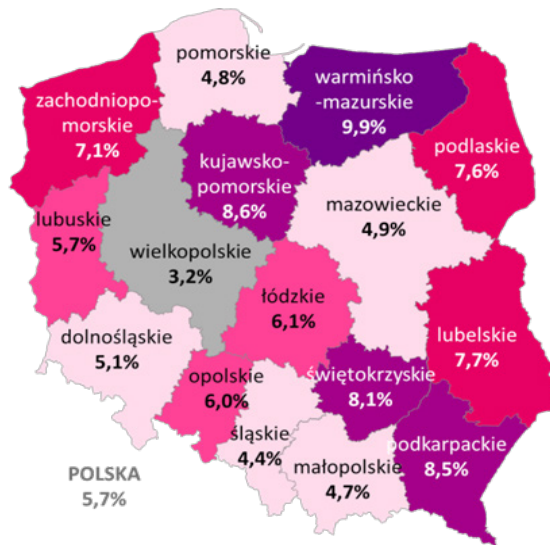 pomorskie
4,8%
warmińsko
-mazurskie
9,9%
zachodniopo-
morskie
7,1%
podlaskie
7,6%
kujawsko-
pomorskie
8,6%
mazowieckie
4,9%
lubuskie
5,7%
wielkopolskie
3,2%
łódzkie
6,1%
lubelskie
7,7%
dolnośląskie
5,1%
opolskie
6,0%
świętokrzyskie
8,1%
śląskie
4,4%
małopolskie
4,7%
podkarpackie
8,5%
POLSKA
5,7%